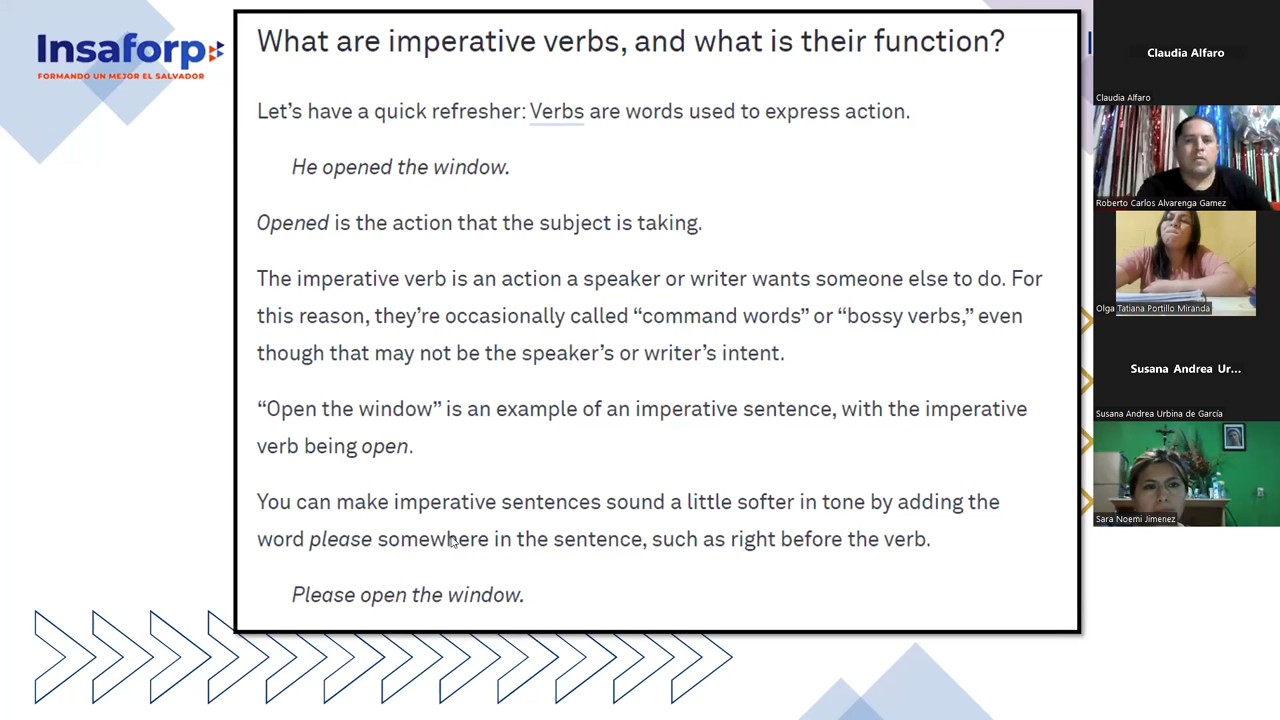 Insaforp
FORMANDO UN MEJOR EL SALVADOR
What are imperative verbs, and what is their function?
Let's have a quick refresher: Verbs are words used to express action.
He opened the window.
Opened is the action that the subject is taking.
The imperative verb is an action a speaker or writer wants someone else to do. For
this reason, they're occasionally called “command words” or “bossy verbs,” even
though that may not be the speaker's or writer's intent.
“Open the window” is an example of an imperative sentence, with the imperative
verb being open.
You can make imperative sentences sound a little softer in tone by adding the
word please somewhere in the sentence, such as right before the verb.
Please open the window.
Claudia Alfaro
Claudia Alfaro
Roberto Carlos Alvarenga Gamez
Olga Tatiana Portillo Miranda
Susana Andrea Ur...
Susana Andrea Urbina de García
Sara Noemi Jimenez